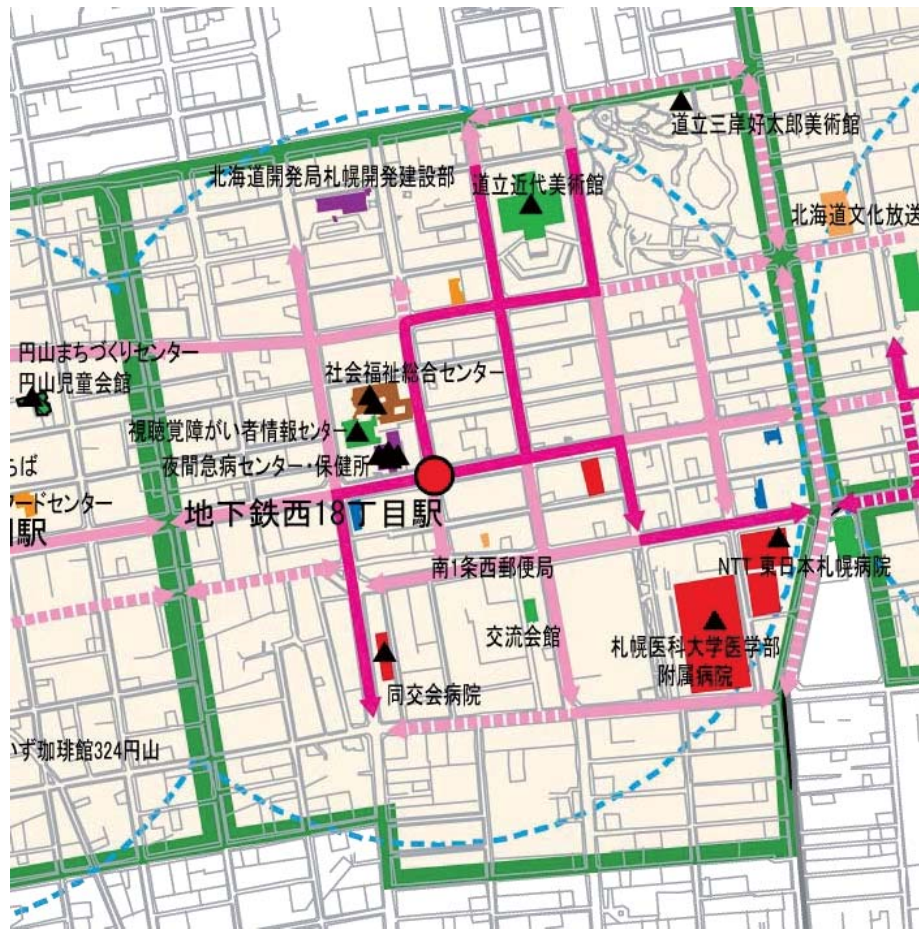 道立三岸好太郎美術館
北海道開発局札幌開発建設部
道立近代美術館
北海道文化放送
円山まちづくりセンター
円山児童会館
社会福祉総合センター
視聴覚障がい者情報センター
夜間急病センター・保健所
らば
フードセンター
駅
地下鉄西18丁目駅
南1条西郵便局
NTT 東日本札幌病院
交流会館
札幌医科大学医学部
附属病院
同交会病院
いず珈琲館324円山